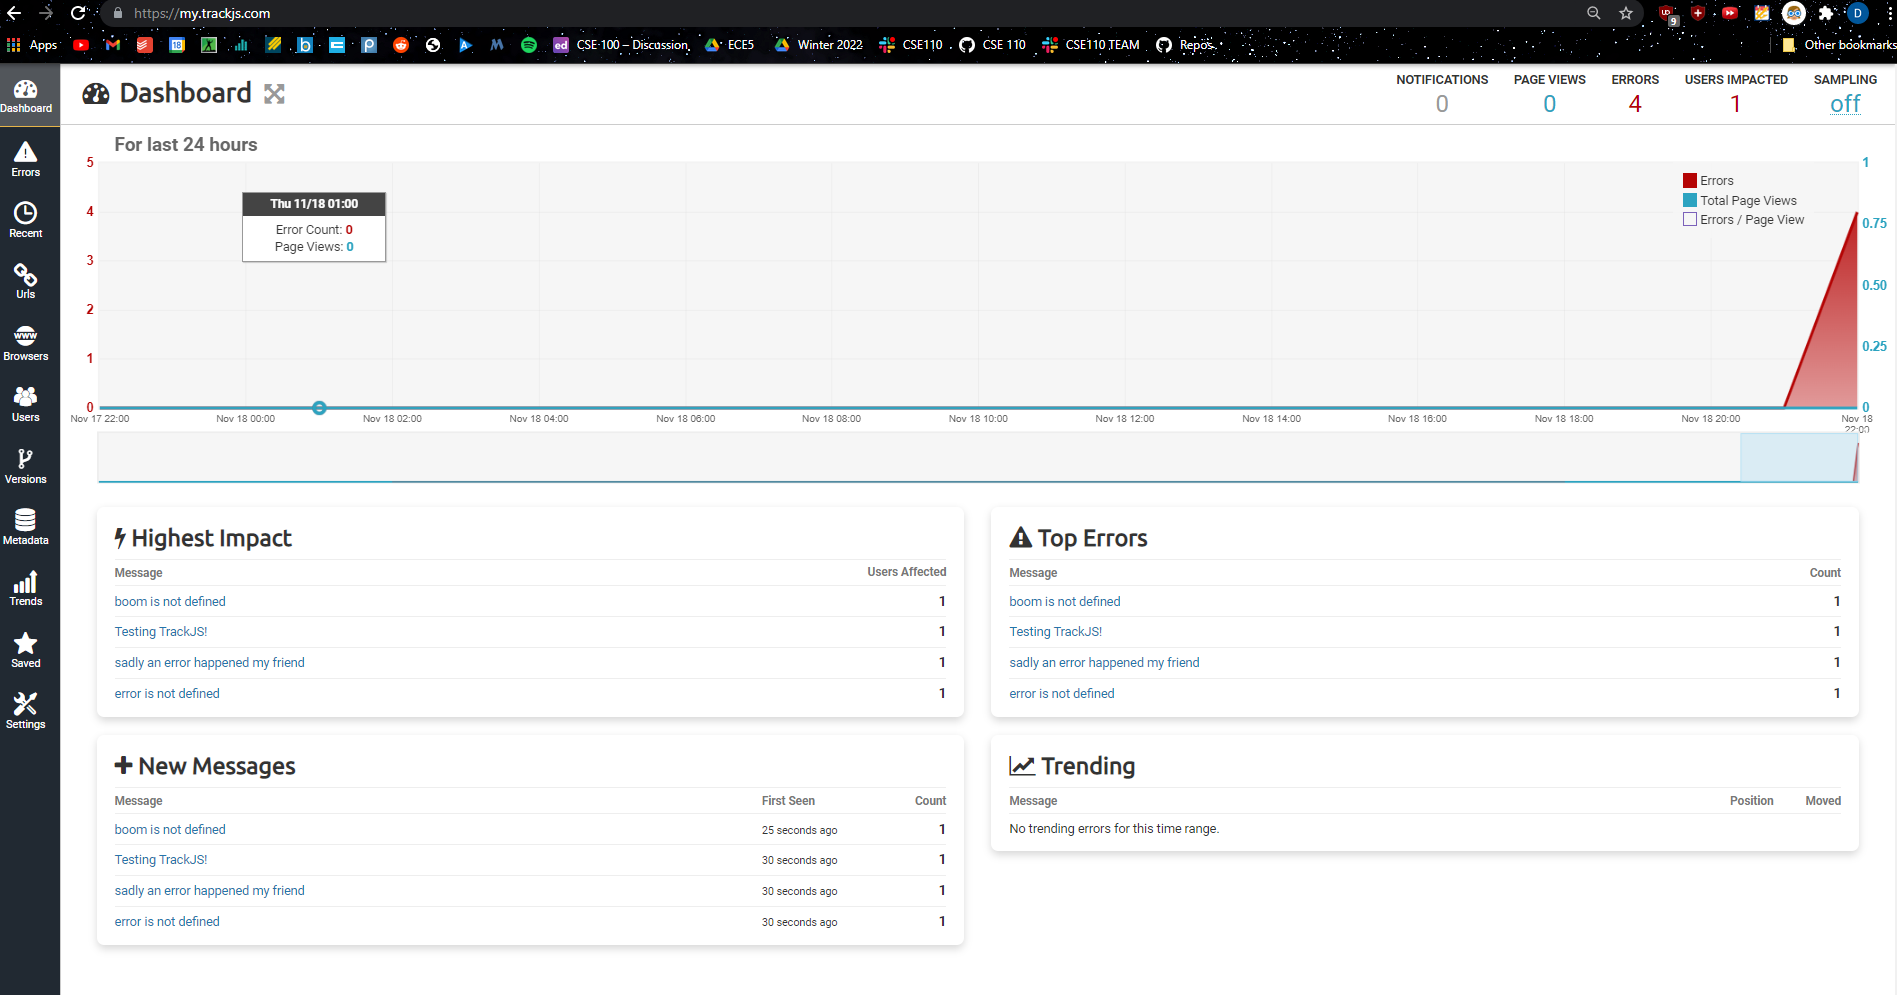 https://my.trackjs.com
Apps
CSE 100 – Discussion
ECE5
Winter 2022
CSE110
CSE 110
CSE110 TEAM
Repos
Other bookmarks
Dashboard
Errors
Recent
Urls
Browsers
Users
Versions
Metadata
Trends
Saved
Settings
Dashboard
NOTIFICATIONS PAGE VIEWS ERRORS USERS IMPACTED SAMPLING
0 0 4 1 off
For last 24 hours
5
4
3
2
1
0
1
0.75
0.50
0.25
0
Thu 11/18 01:00
Error Count: 0
Page Views: 0
Errors
Total Page Views
Errors / Page View
Nov 17 22:00 Nov 18 00:00 Nov 18 02:00 Nov 18 04:00 Nov 18 06:00 Nov 18 08:00 Nov 18 10:00 Nov 18 12:00 Nov 18 14:00 Nov 18 16:00 Nov 18 18:00 Nov 18 20:00 Nov 18
22:00
Highest Impact
Message Users Affected
boom is not defined 1
Testing TrackJS! 1
sadly an error happened my friend 1
error is not defined 1
Top Errors
Message Count
boom is not defined 1
Testing TrackJS! 1
sadly an error happened my friend 1
error is not defined 1
New Messages
Message First Seen Count
boom is not defined 25 seconds ago 1
Testing TrackJS! 30 seconds ago 1
sadly an error happened my friend 30 seconds ago 1
error is not defined 30 seconds ago 1
Trending
Message Position Moved
No trending errors for this time range.